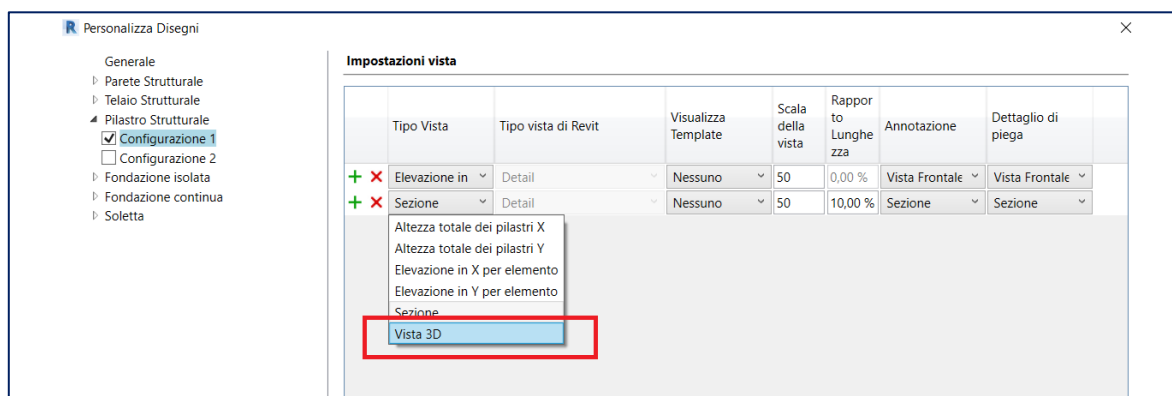 R Personalizza Disegni
Generale
Parete Strutturale
Telaio Strutturale
Pilastro Strutturale
Configurazione 1
Configurazione 2
Fondazione isolata
Fondazione continua
Soletta
Impostazioni vista
Tipo Vista
Tipo vista di Revit
Visualizza
Template
Scala
della
vista
Rappor
to
Lunghe
zza
Annotazione
Dettaglio di
piega
Elevazione in Detail Nessuno 50 0,00 % Vista Frontale Vista Frontale
Sezione Detail Nessuno 50 10,00 % Sezione Sezione
Altezza totale dei pilastri X
Altezza totale dei pilastri Y
Elevazione in X per elemento
Elevazione in Y per elemento
Sezione
Vista 3D